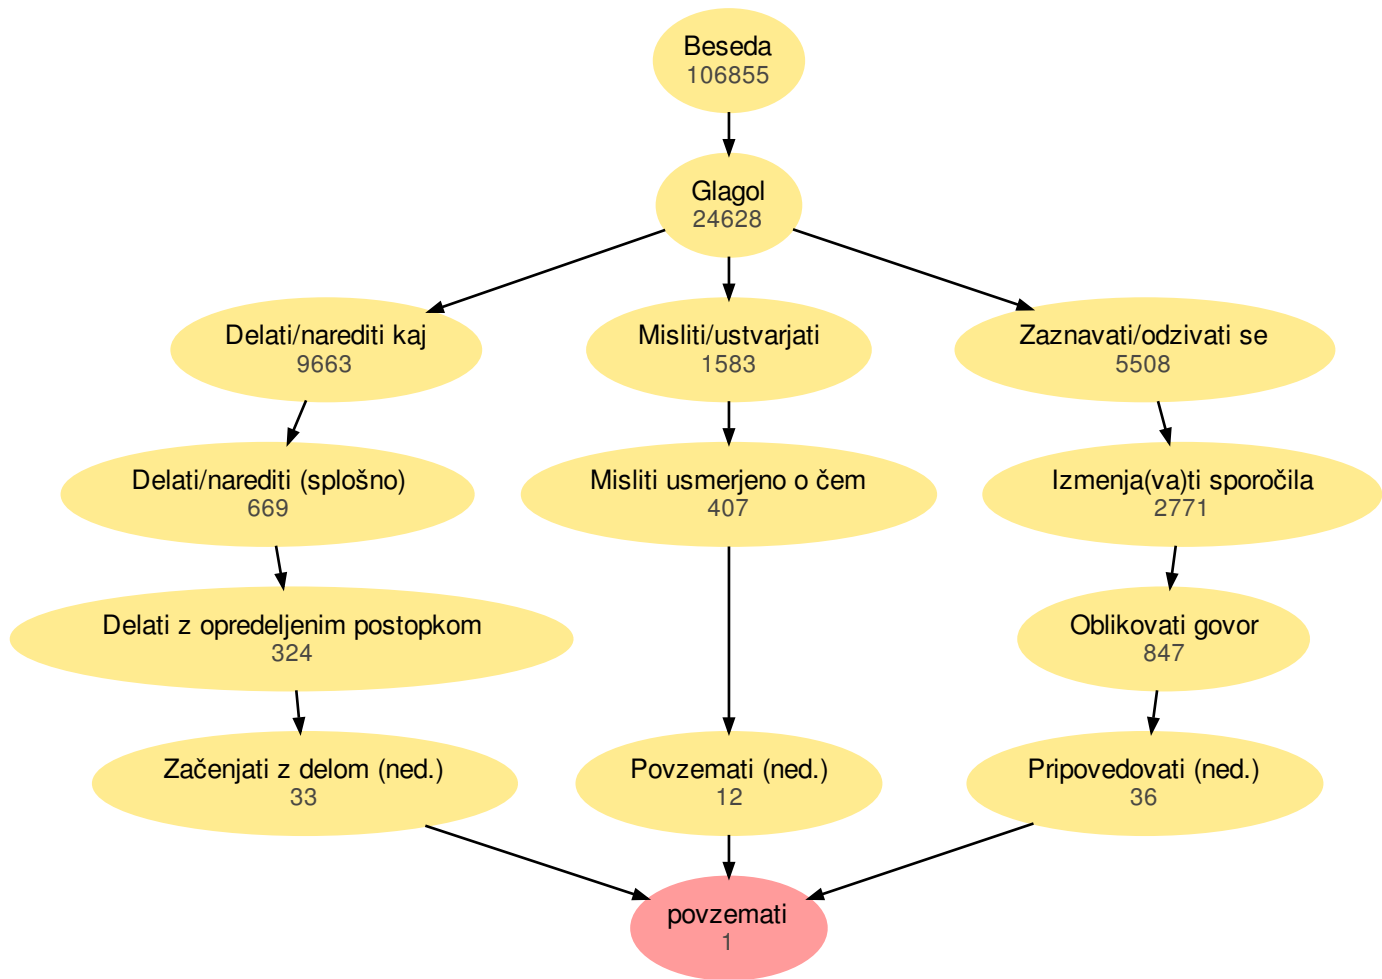 Beseda
106855
Glagol
24628
Delati/narediti kaj
9663
Misliti/ustvarjati
1583
Zaznavati/odzivati se
5508
Delati/narediti (splošno)
669
Misliti usmerjeno o čem
407
Izmenja(va)ti sporočila
2771
Delati z opredeljenim postopkom
324
Oblikovati govor
847
Začenjati z delom (ned.)
33
Povzemati (ned.)
12
Pripovedovati (ned.)
36
povzemati
1